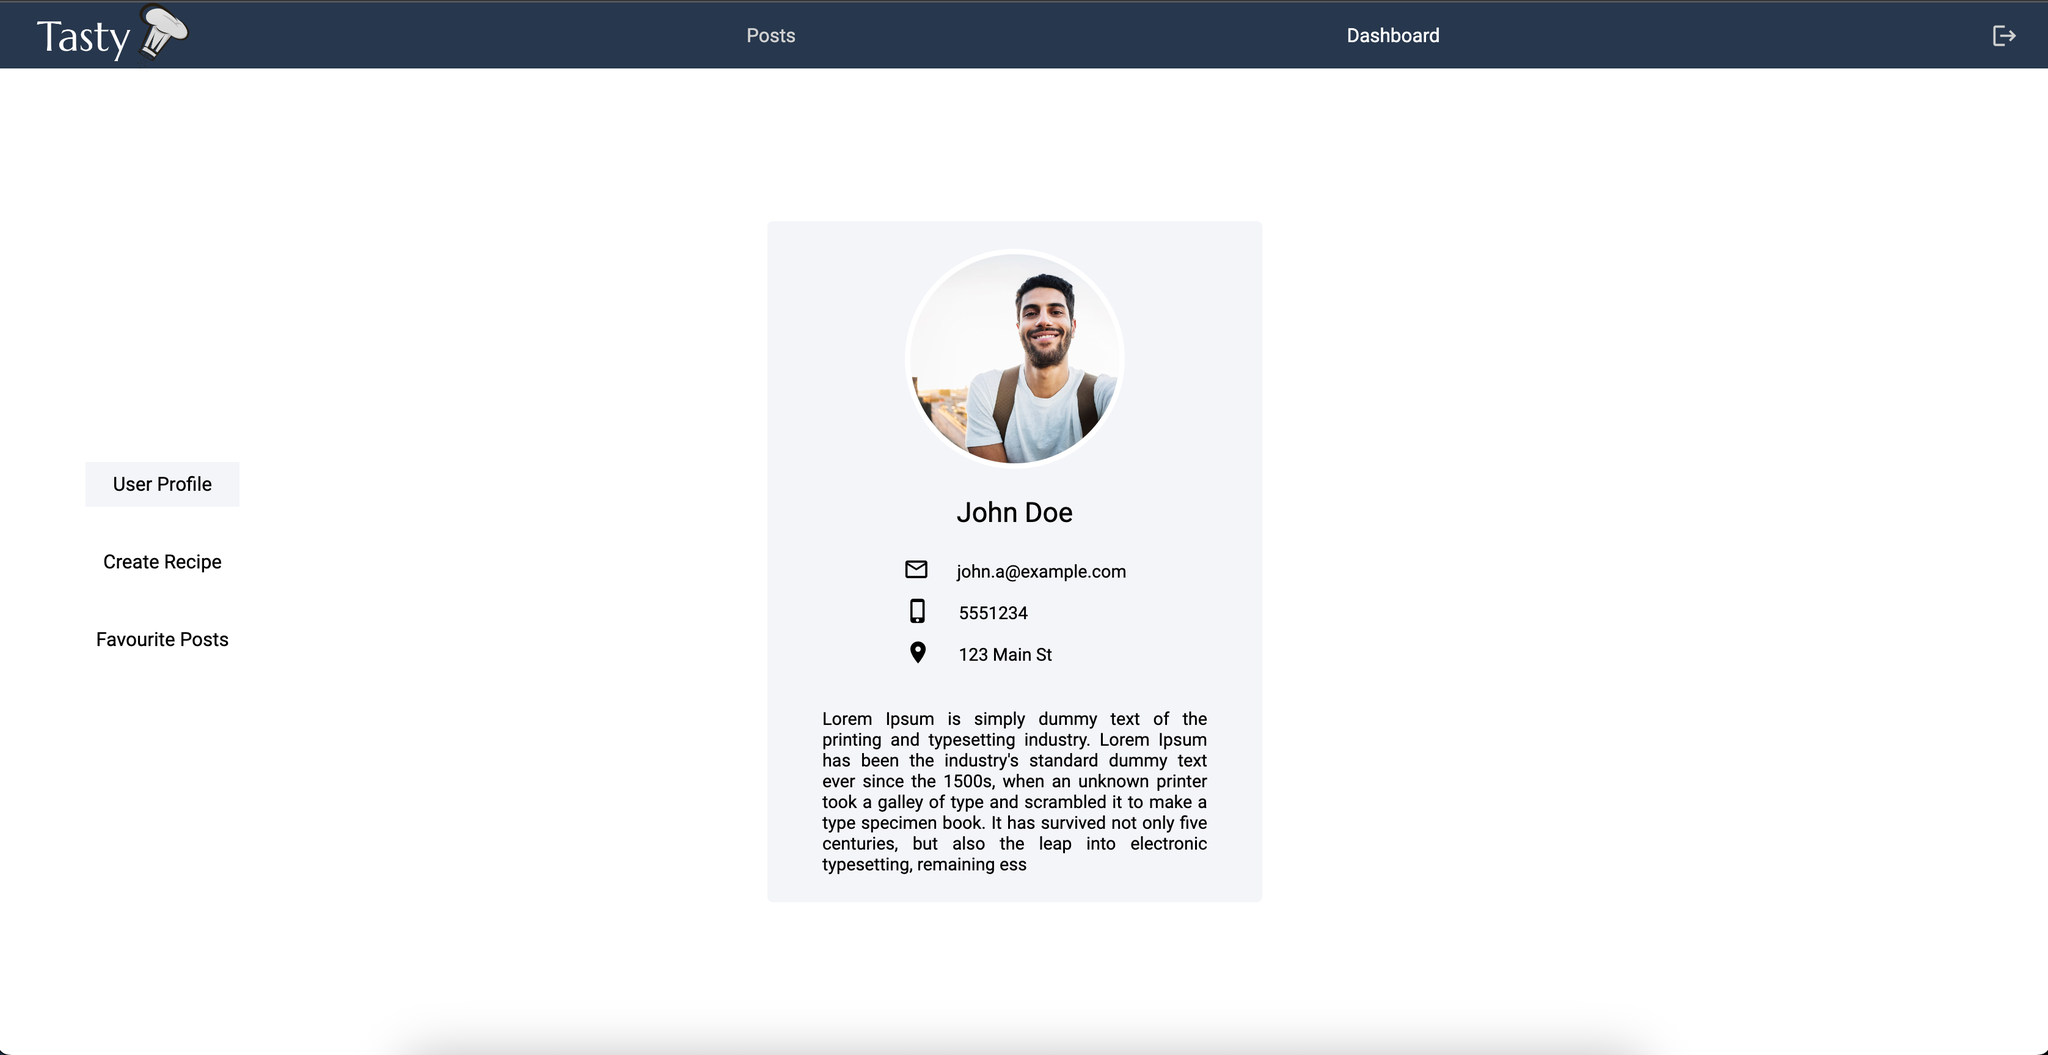 Tasty
Posts
Dashboard
User Profile
Create Recipe
Favourite Posts
John Doe
john.a@example.com
5551234
123 Main St
Lorem Ipsum is simply dummy text of the
printing and typesetting industry. Lorem Ipsum
has been the industry's standard dummy text
ever since the 1500s, when an unknown printer
took a galley of type and scrambled it to make a
type specimen book. It has survived not only five
centuries, but also the leap into electronic
typesetting, remaining ess